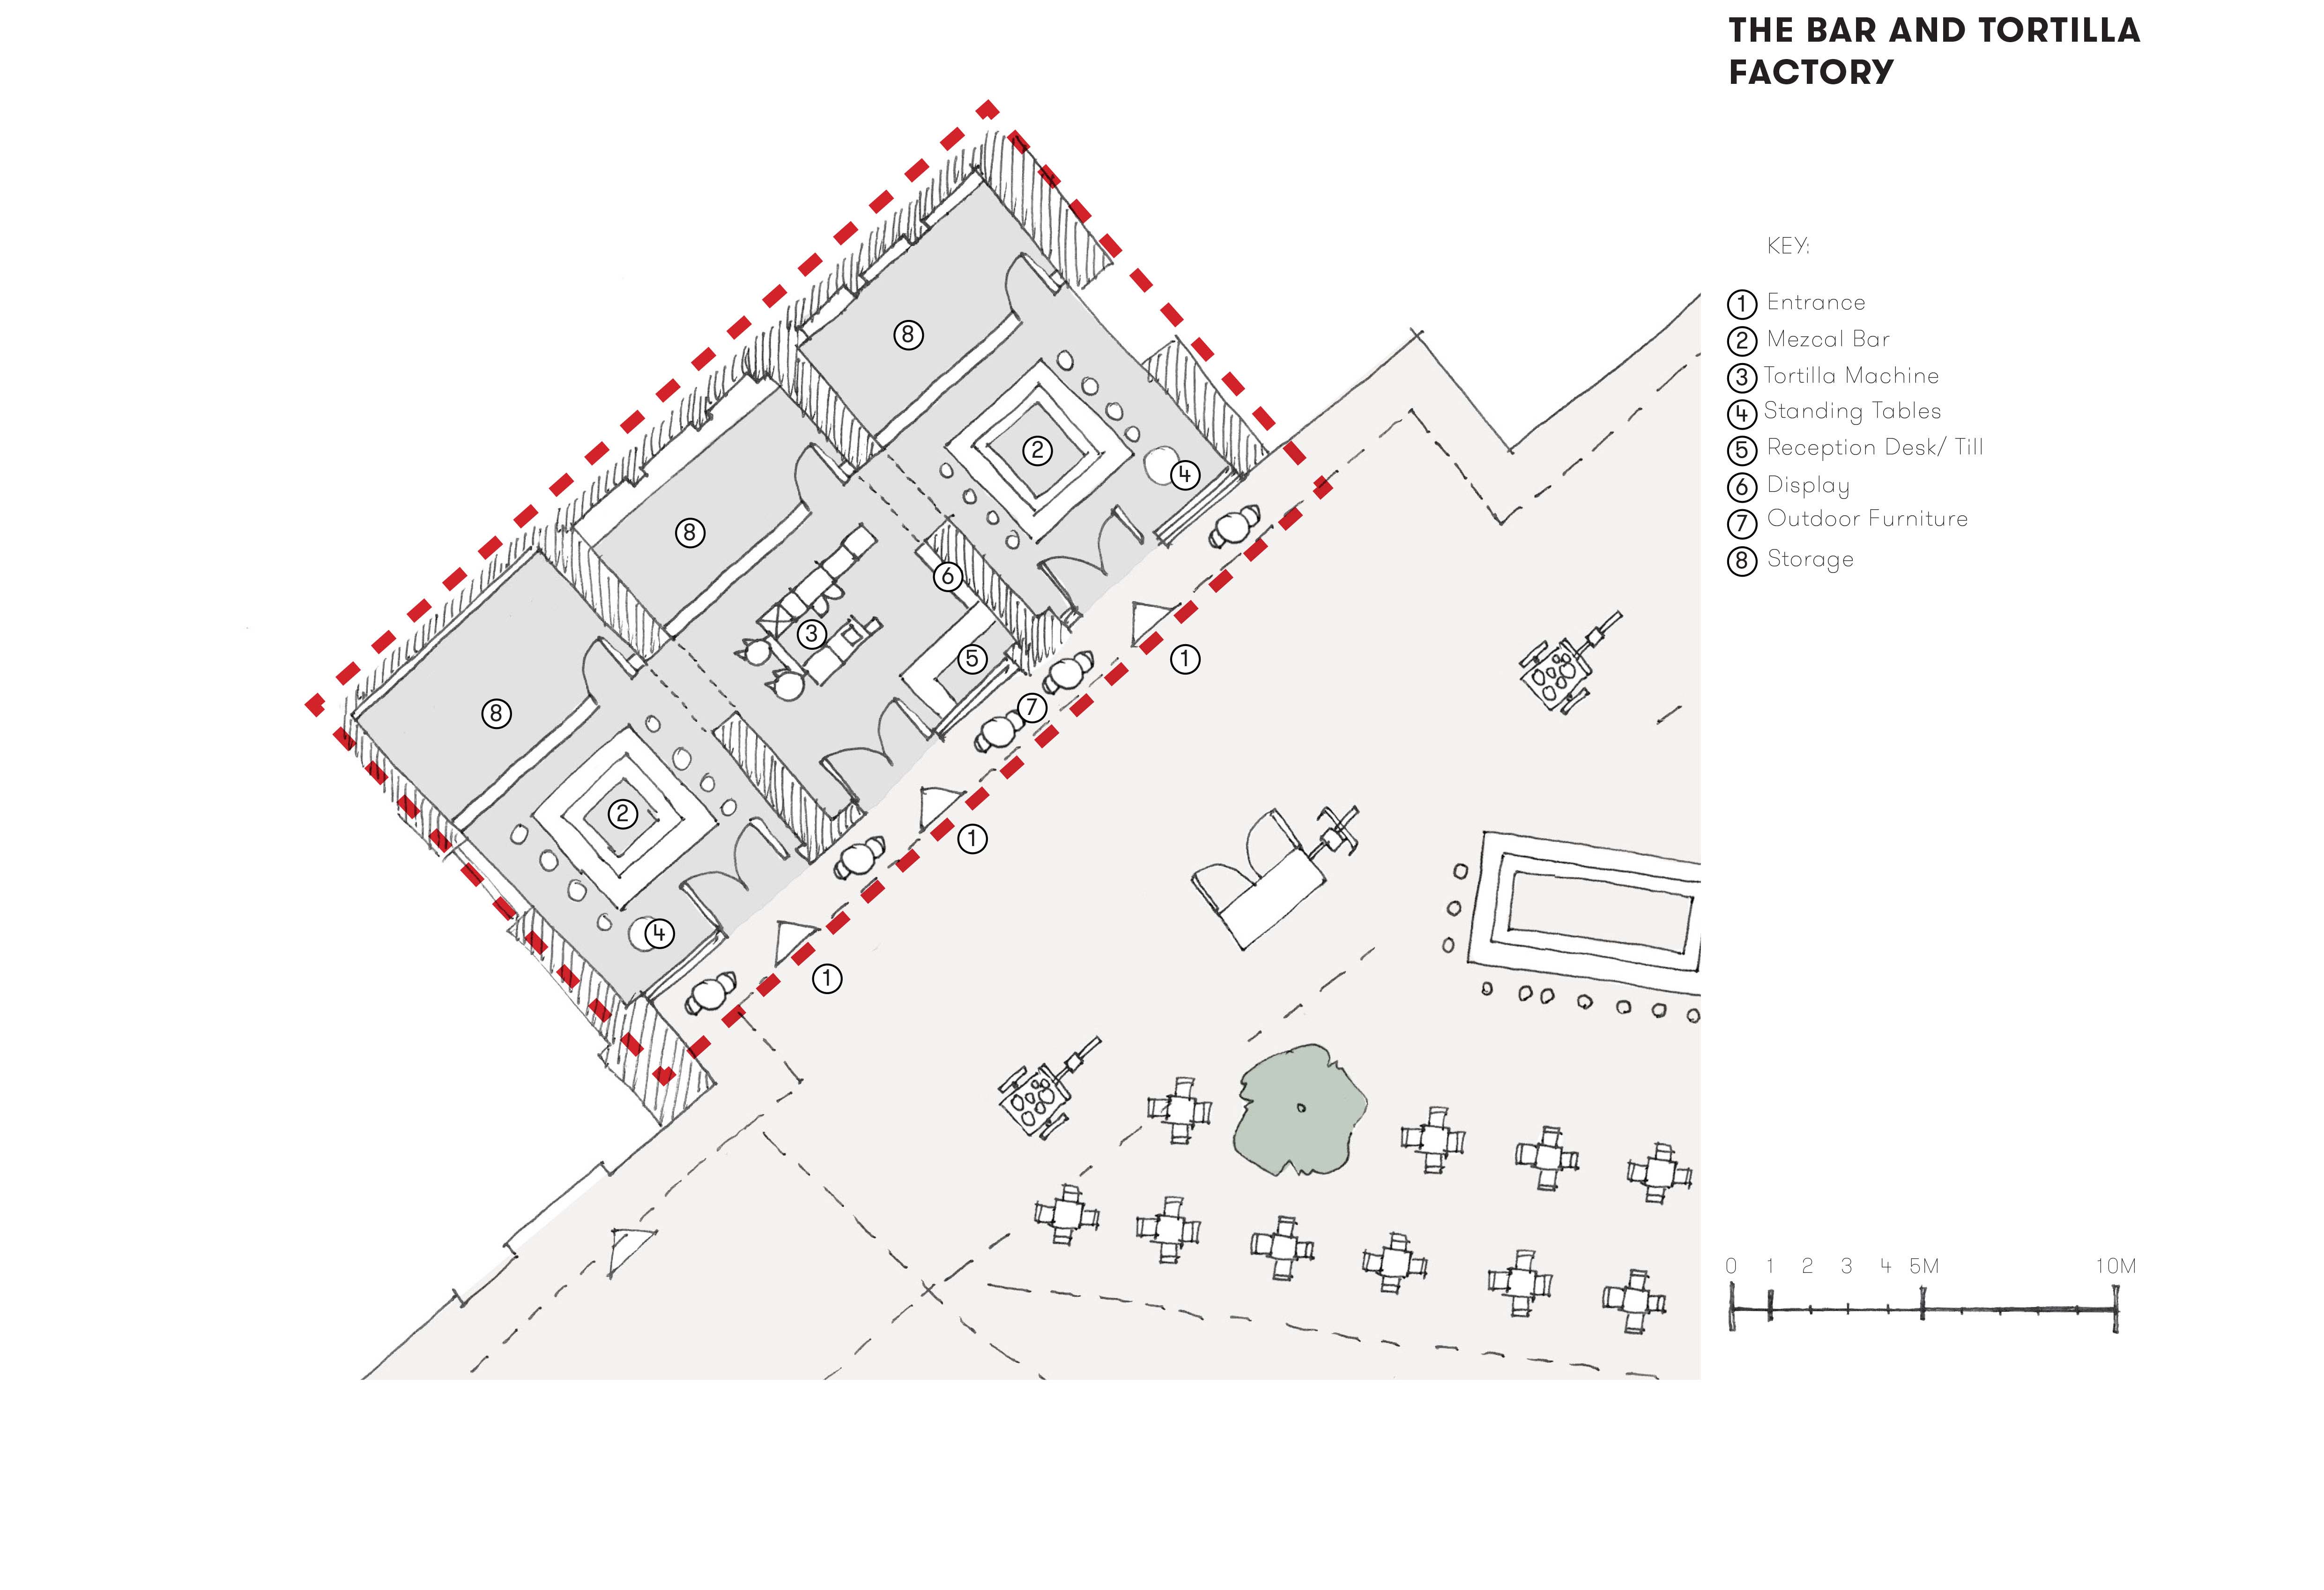 THE BAR AND TORTILLA
FACTORY
KEY:
1 Entrance
2 Mezcal Bar
3 Tortilla Machine
4 Standing Tables
5 Reception Desk/ Till
6 Display
7 Outdoor Furniture
8 Storage
8
2
4
8
6
3
5
1
7
8
2
1
4
1
0 1 2 3 4 5M 10M